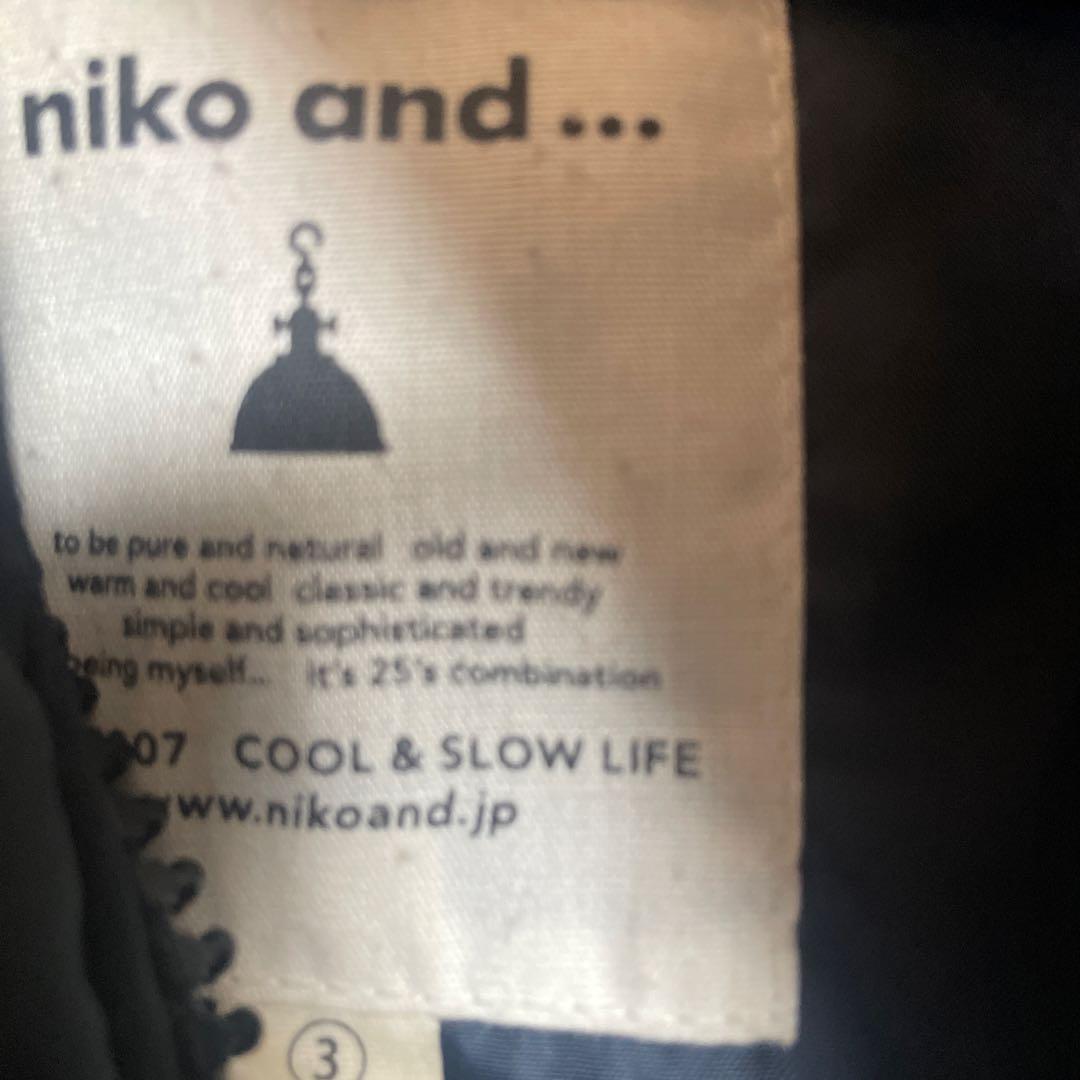 niko and...
to be pure and natural old and new
warm and cool classic and trendy
simple and sophisticated
being myself... it's 25's combination
07 COOL & SLOW LIFE
www.nikoand.jp
3